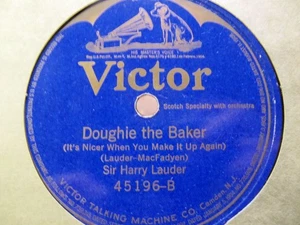 HIS MASTER'S VOICE
Victor
Scotch Specialty with orchestra
Doughie the Baker
(It's Nicer When You Make it Up Again)
(Lauder-MacFadyen)
Sir Harry Lauder
45196-B
VICTOR TALKING MACHINE CO. Camden, N.J.